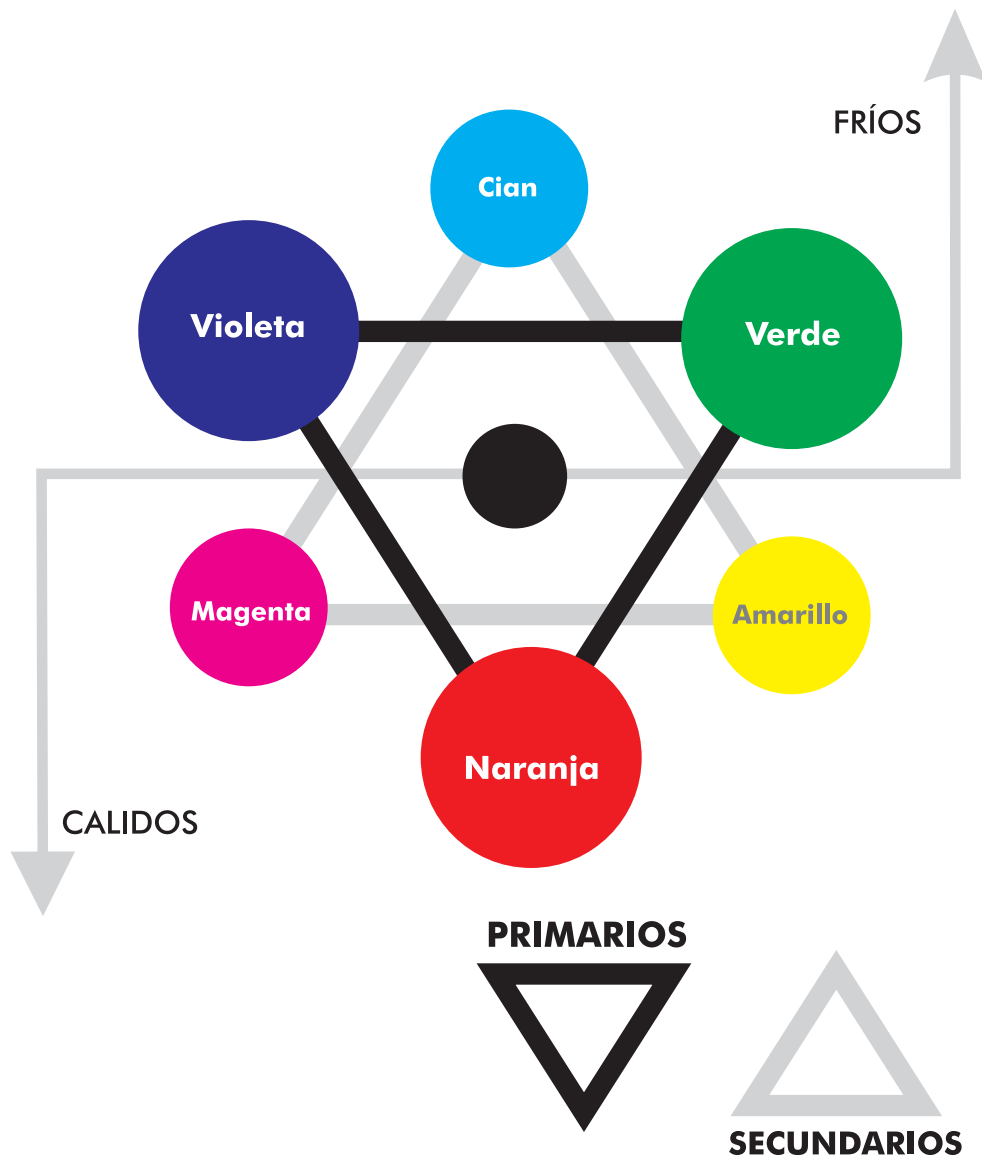 FRÍOS
Cian
Violeta
Verde
Magenta
Amarillo
Naranja
CALIDOS
PRIMARIOS
SECUNDARIOS